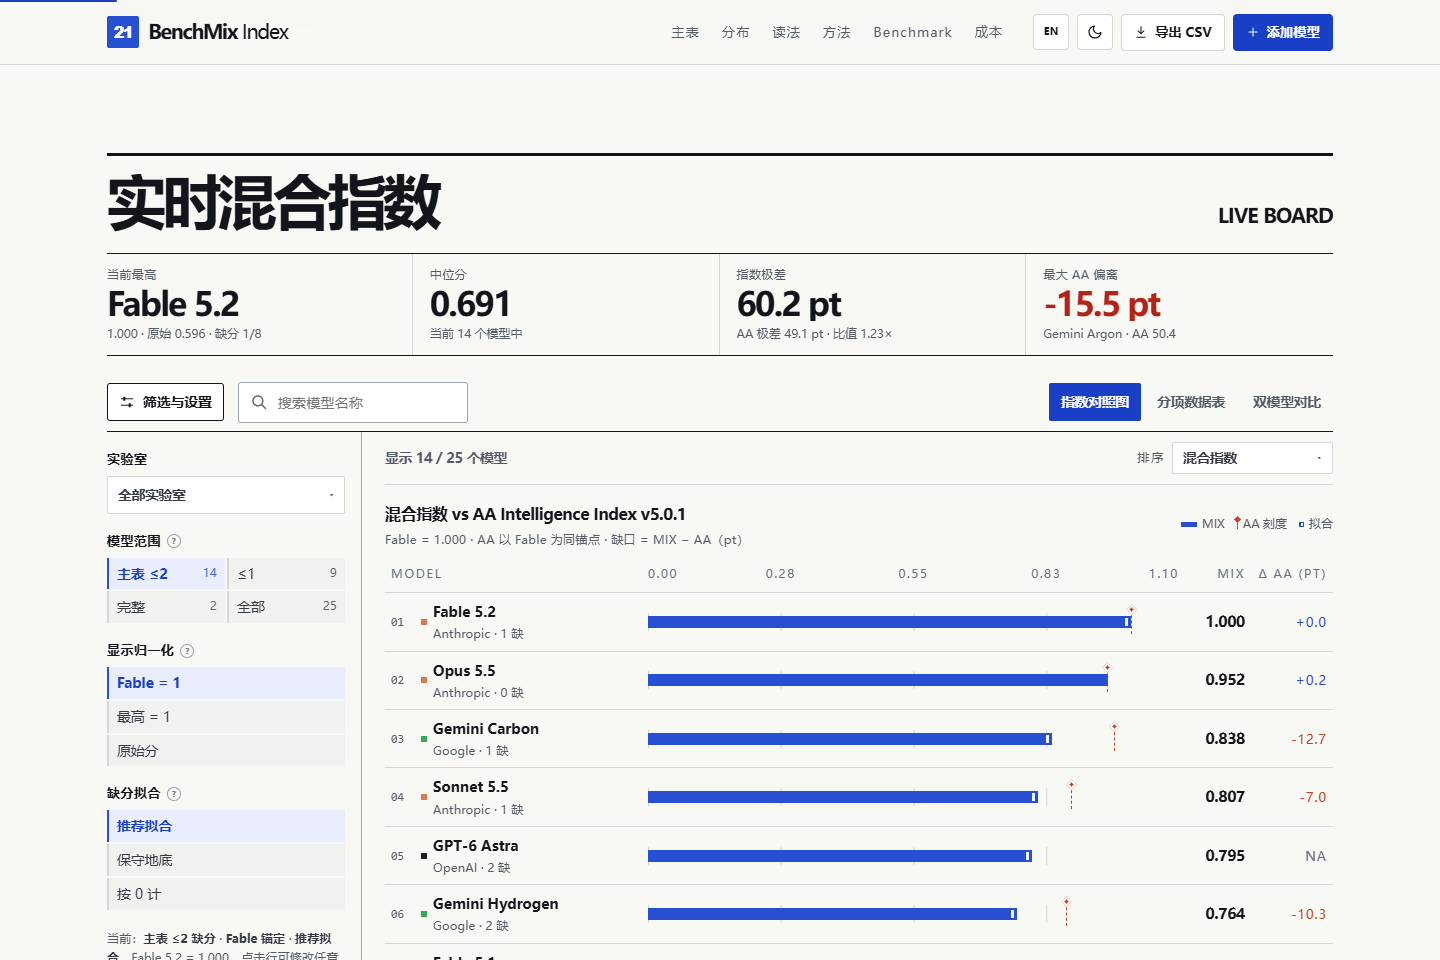 21 BenchMix Index
主表 分布 读法 方法 Benchmark 成本 EN 导出 CSV 添加模型
实时混合指数
LIVE BOARD
当前最高
Fable 5.2
1.000 · 原始 0.596 · 缺分 1/8
中位分
0.691
当前 14 个模型中
指数极差
60.2 pt
AA 极差 49.1 pt · 比值 1.23×
最大 AA 偏离
-15.5 pt
Gemini Argon · AA 50.4
筛选与设置 搜索模型名称
指数对照图 分项数据表 双模型对比
实验室
全部实验室
模型范围 ?
主表 ≤2 14
≤1 9
完整 2
全部 25
显示归一化 ?
Fable = 1
最高 = 1
原始分
缺分拟合 ?
推荐拟合
保守地底
按 0 计
当前：主表 ≤2 缺分 · Fable 锚定 · 推荐拟
合。Fable 5.2 = 1.000。点击行可修改任意
显示 14 / 25 个模型
排序 混合指数
混合指数 vs AA Intelligence Index v5.0.1
Fable = 1.000 · AA 以 Fable 为同锚点 · 缺口 = MIX − AA（pt）
MIX AA 刻度 拟合
MODEL 0.00 0.28 0.55 0.83 1.10 MIX Δ AA (PT)
01 Fable 5.2 1.000 +0.0
Anthropic · 1 缺
02 Opus 5.5 0.952 +0.2
Anthropic · 0 缺
03 Gemini Carbon 0.838 -12.7
Google · 1 缺
04 Sonnet 5.5 0.807 -7.0
Anthropic · 1 缺
05 GPT-6 Astra 0.795 NA
OpenAI · 2 缺
06 Gemini Hydrogen 0.764 -10.3
Google · 2 缺